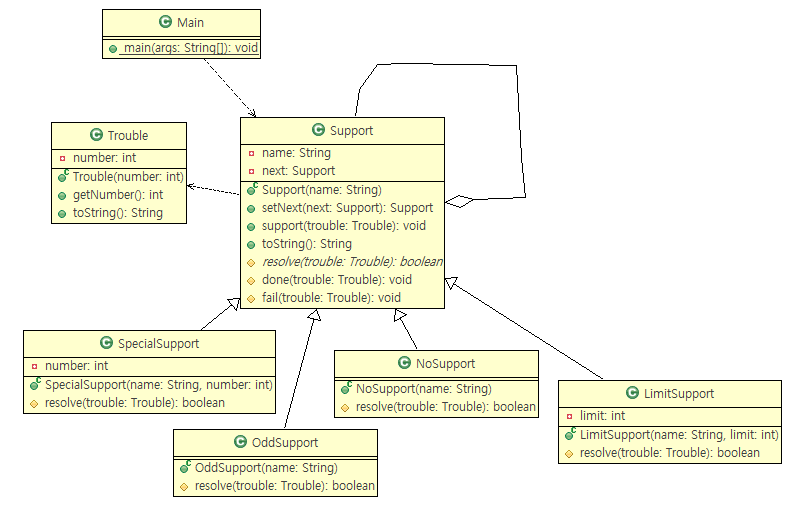 Main
main(args: String[]): void
Trouble
number: int
Trouble(number: int)
getNumber(): int
toString(): String
Support
name: String
next: Support
Support(name: String)
setNext(next: Support): Support
support(trouble: Trouble): void
toString(): String
resolve(trouble: Trouble): boolean
done(trouble: Trouble): void
fail(trouble: Trouble): void
SpecialSupport
number: int
SpecialSupport(name: String, number: int)
resolve(trouble: Trouble): boolean
OddSupport
OddSupport(name: String)
resolve(trouble: Trouble): boolean
NoSupport
NoSupport(name: String)
resolve(trouble: Trouble): boolean
LimitSupport
limit: int
LimitSupport(name: String, limit: int)
resolve(trouble: Trouble): boolean